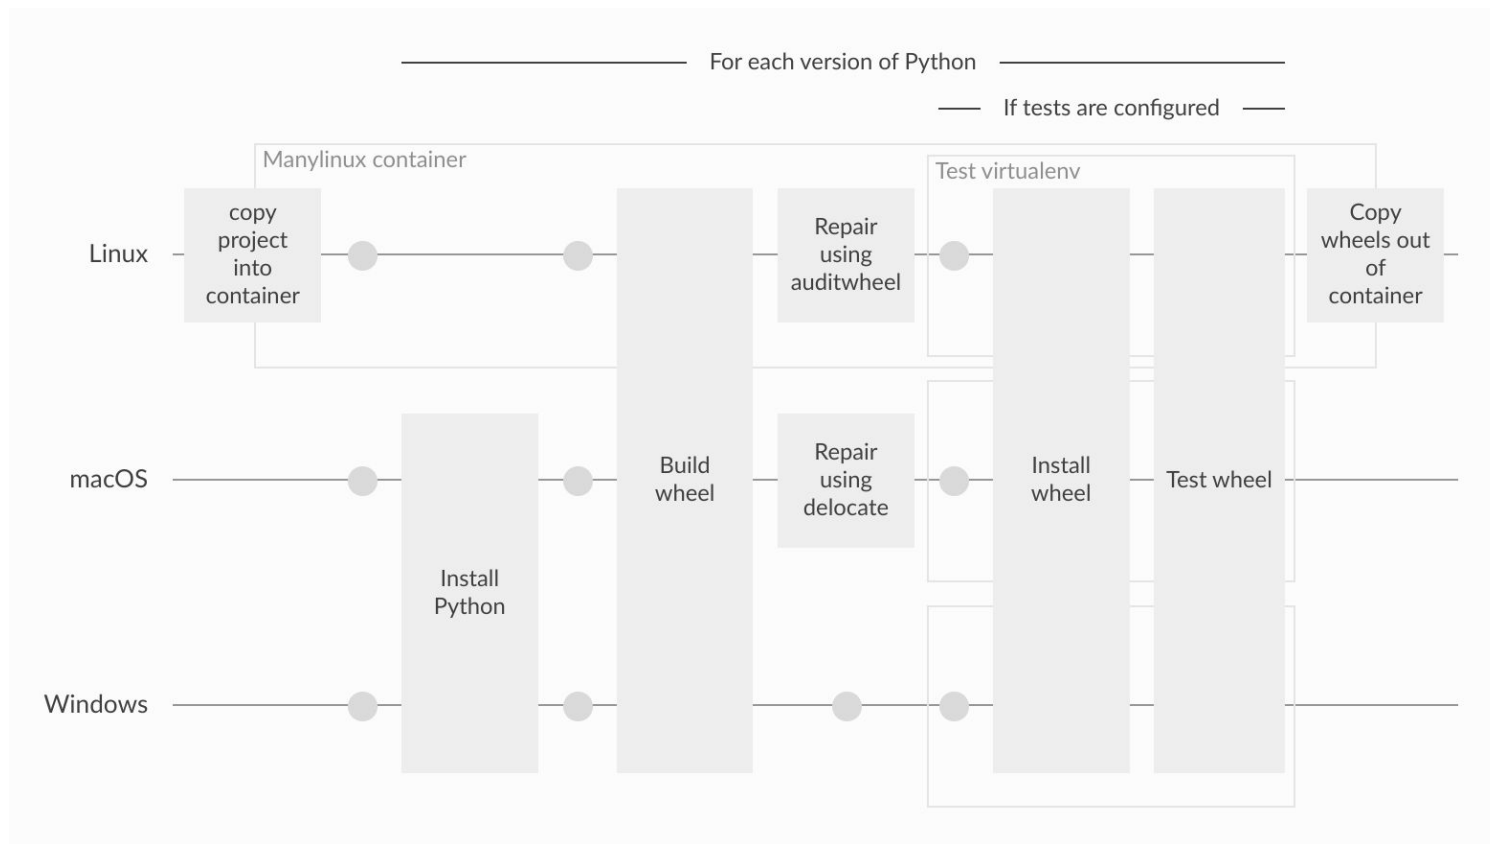 For each version of Python
If tests are configured
Manylinux container
Test virtualenv
Linux
copy
project
into
container
Repair
using
auditwheel
Copy
wheels out
of
container
macOS
Build
wheel
Repair
using
delocate
Install
wheel
Test wheel
Install
Python
Windows